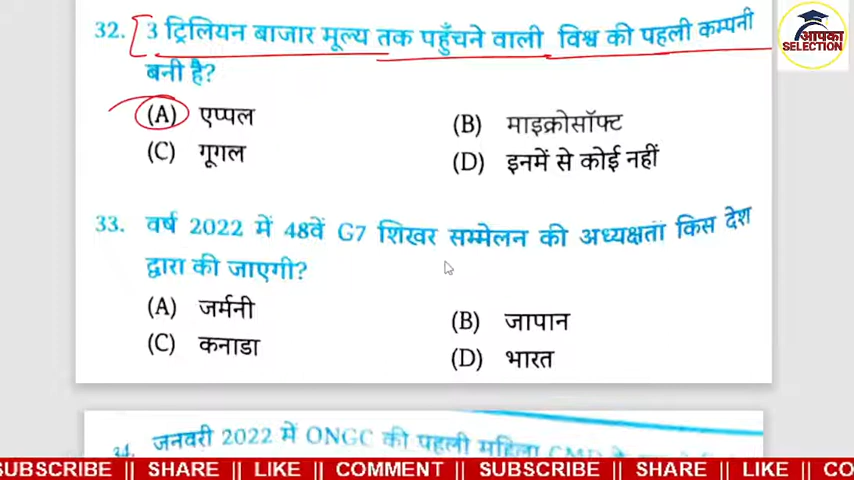 आपका
SELECTION
32. 3 ट्रिलियन बाजार मूल्य तक पहुँचने वाली विश्व की पहली कम्पनी
बनी है?
(A) एप्पल (B) माइक्रोसॉफ्ट
(C) गूगल (D) इनमें से कोई नहीं
33. वर्ष 2022 में 48वें G7 शिखर सम्मेलन की अध्यक्षता किस देश
द्वारा की जाएगी?
(A) जर्मनी (B) जापान
(C) कनाडा (D) भारत
34. जनवरी 2022 में ONGC की पहली महिला CMD
SUBSCRIBE || SHARE || LIKE || COMMENT || SUBSCRIBE || SHARE || LIKE || CO